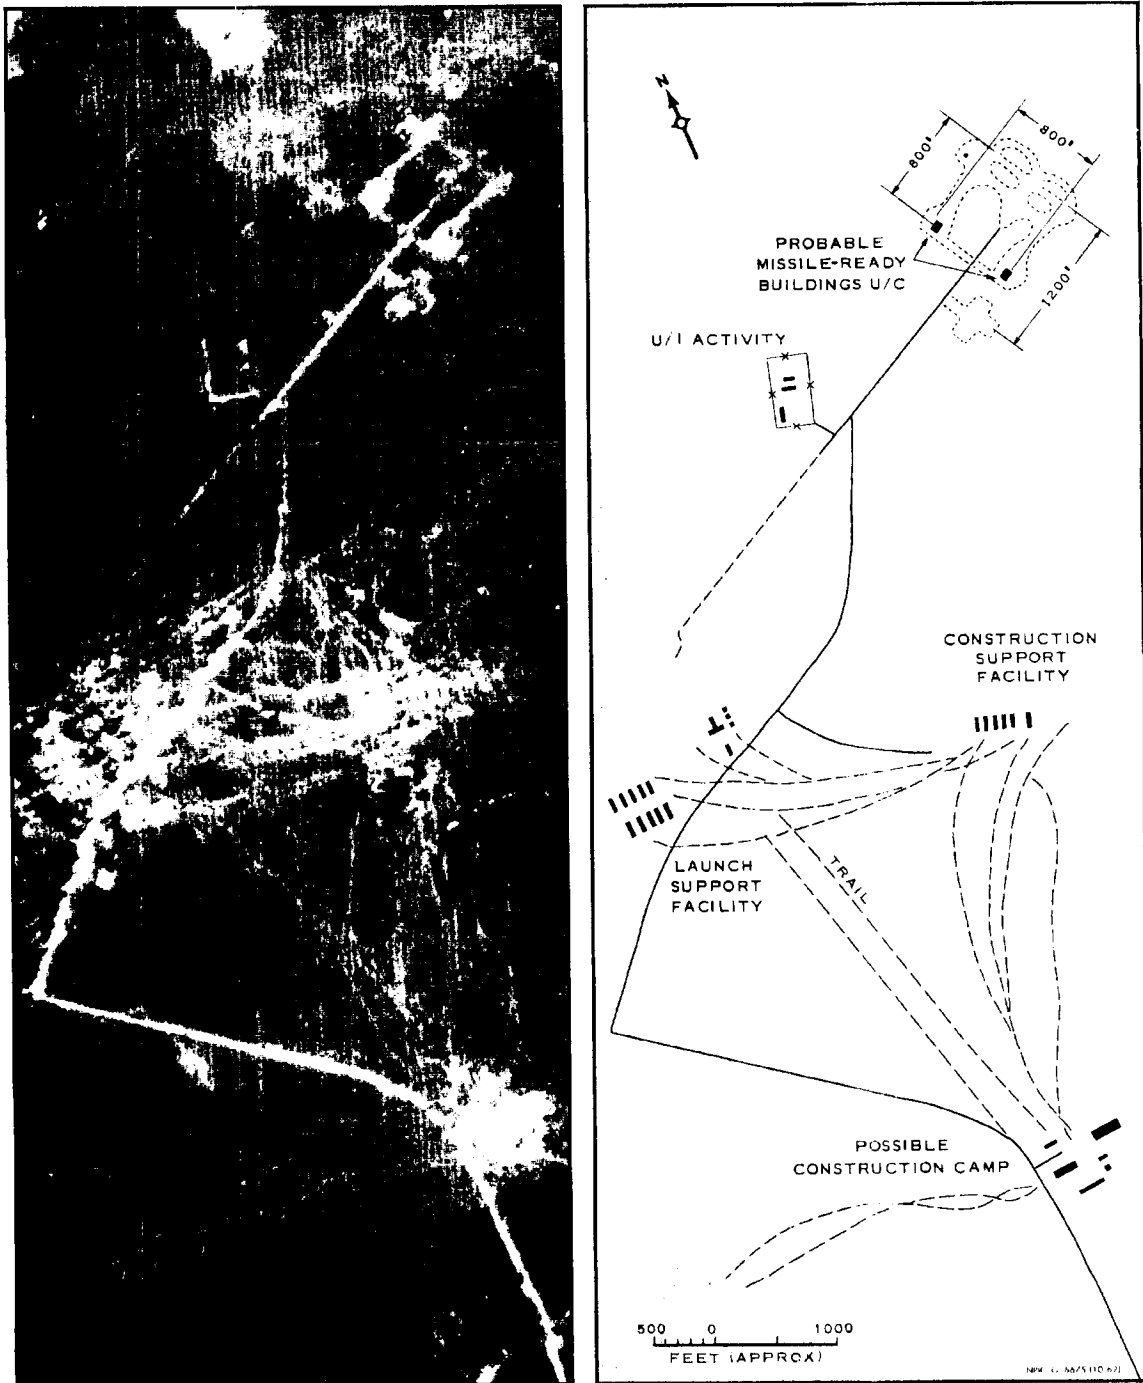 N
800'
800'
PROBABLE
MISSILE-READY
BUILDINGS U/C
1200'
U/I ACTIVITY
CONSTRUCTION
SUPPORT
FACILITY
LAUNCH
SUPPORT
FACILITY
TRAIL
POSSIBLE
CONSTRUCTION CAMP
500 0 1000
FEET (APPROX)